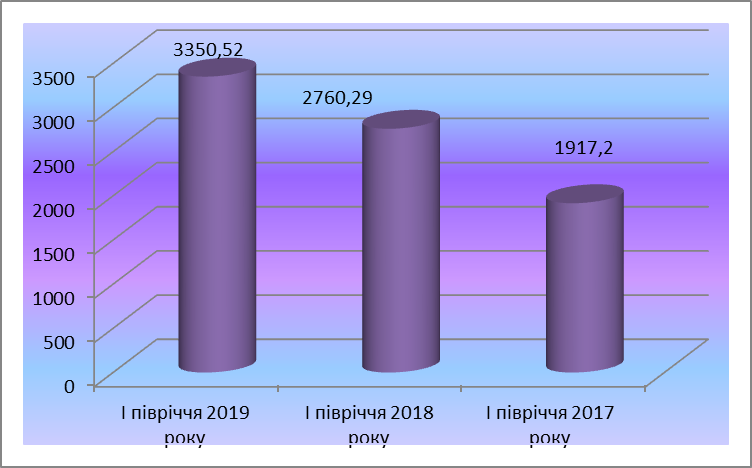 3350,52
2760,29
1917,2
3500
3000
2500
2000
1500
1000
500
0
І півріччя 2019
року
І півріччя 2018
року
І півріччя 2017
року